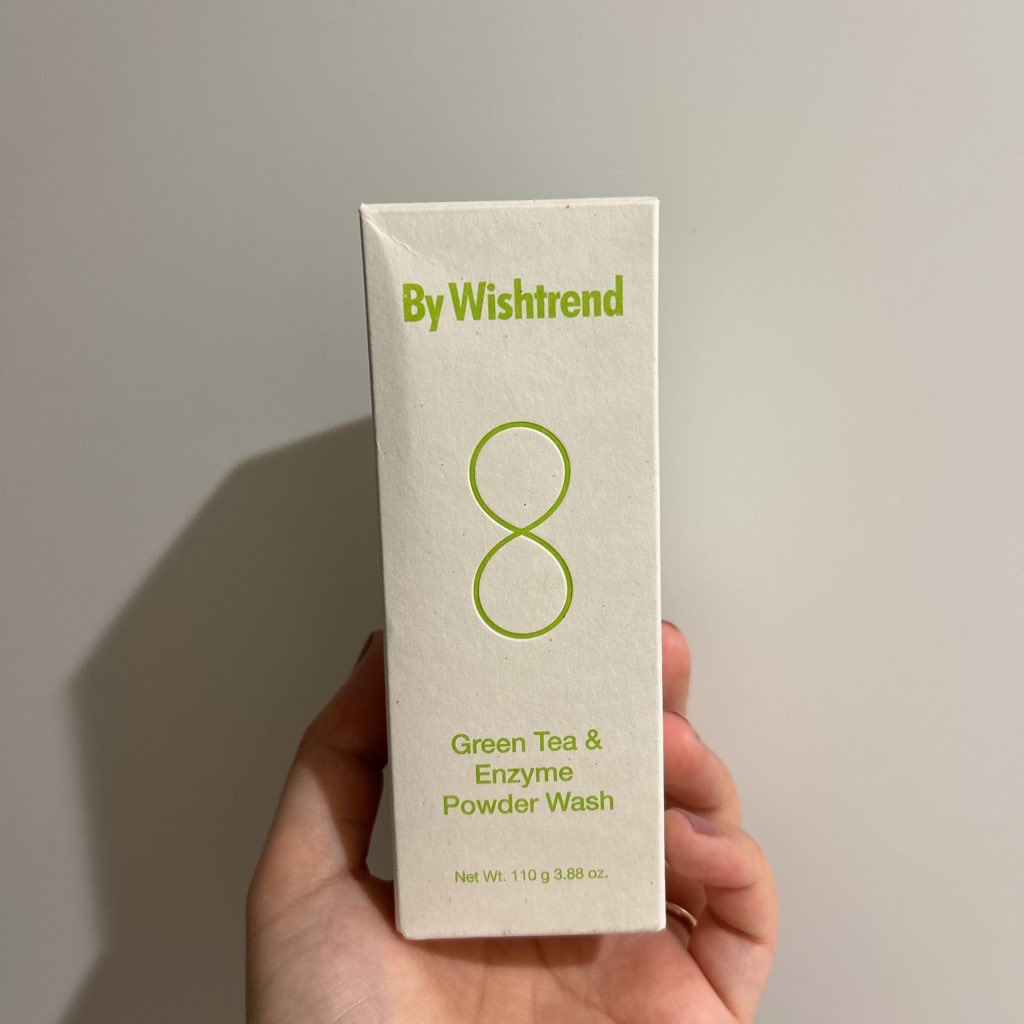 By Wishtrend
8
Green Tea &
Enzyme
Powder Wash
Net Wt. 110 g 3.88 oz.